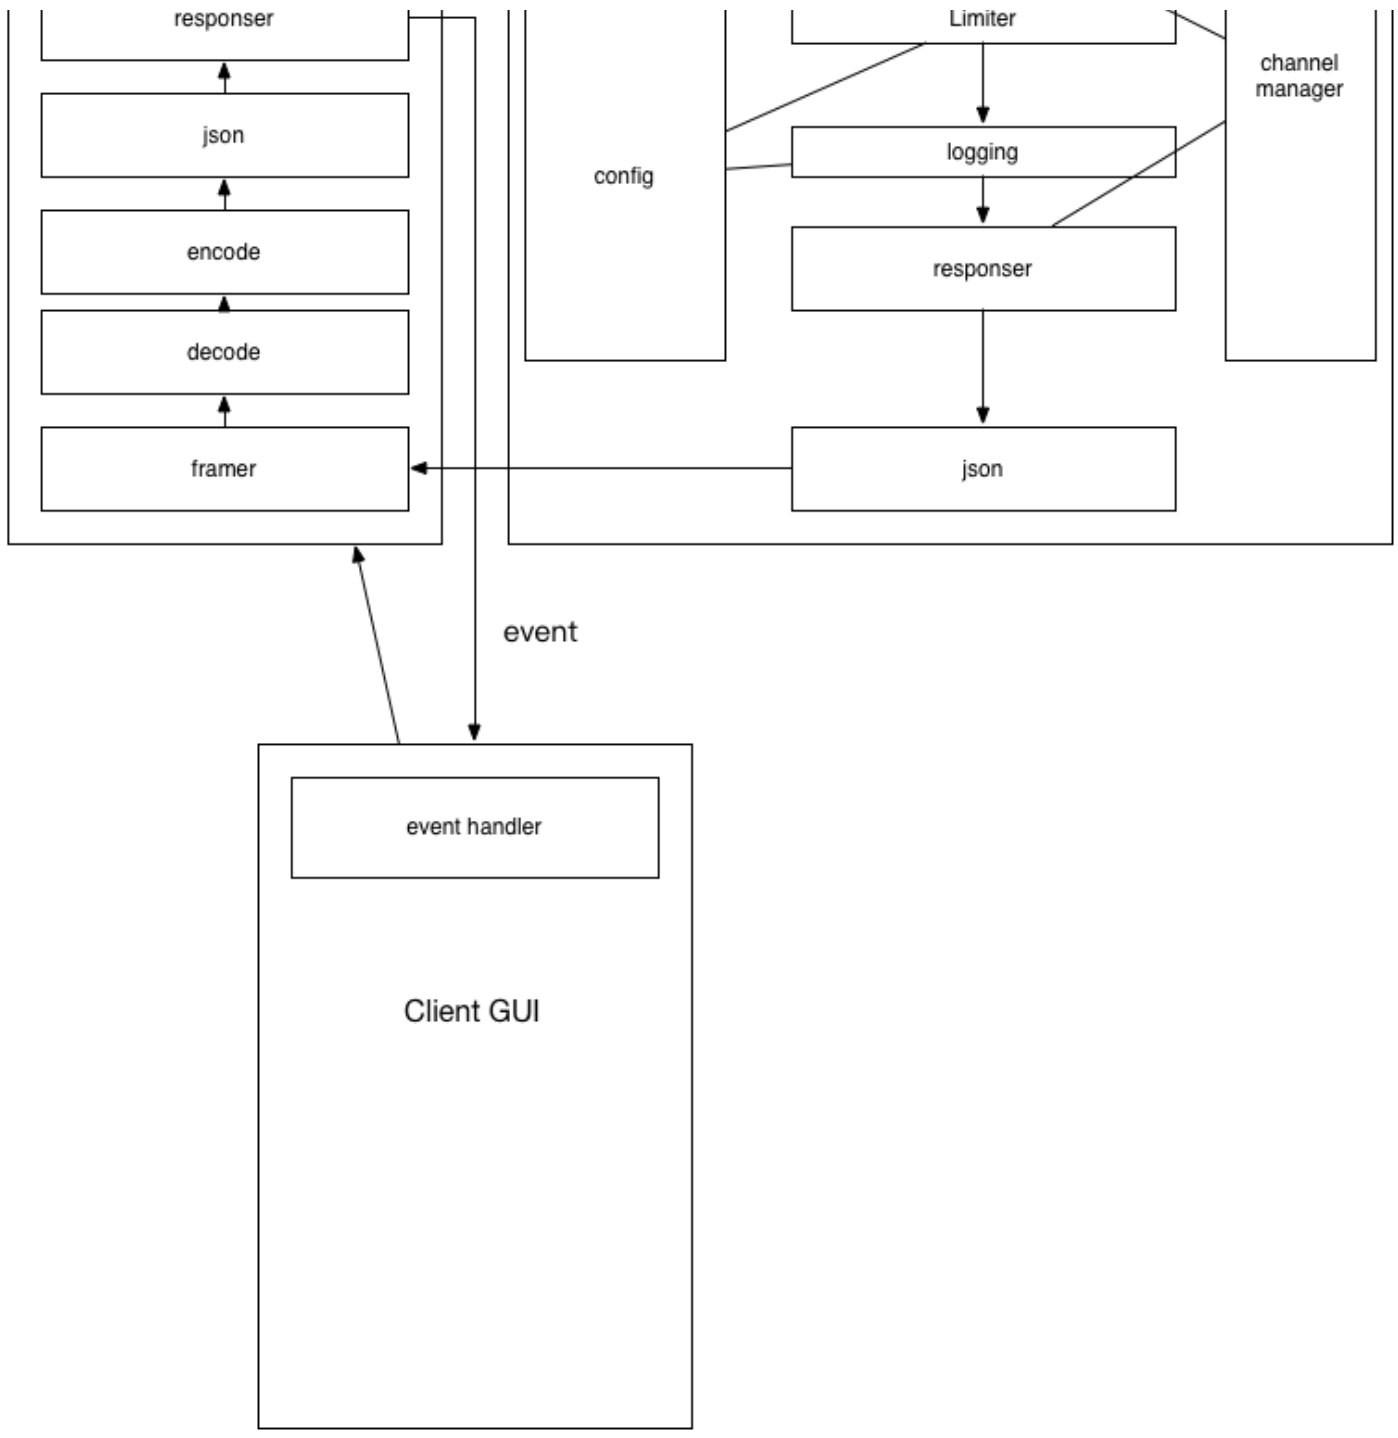 responser
json
encode
decode
framer
config
Limiter
logging
responser
json
channel
manager
event
event handler
Client GUI